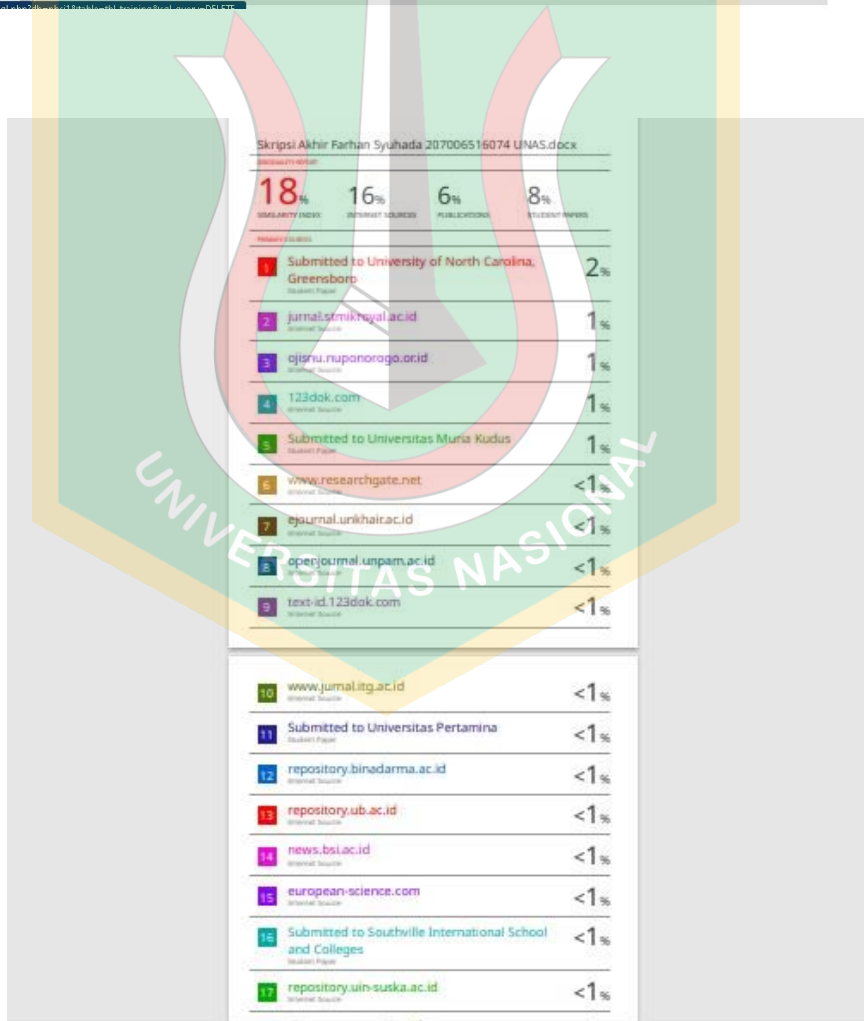 Skripsi Akhir Farhan Syuhada 207006516074 UNAS.docx
ORIGINALITY REPORT
18% 16% 6% 8%
SIMILARITY INDEX INTERNET SOURCES PUBLICATIONS STUDENT PAPERS
PRIMARY SOURCES
1 Submitted to University of North Carolina, 2%
Greensboro
Student Paper
2 jurnal.stmikroyal.ac.id 1%
Internet Source
3 ojisnu.nuponorogo.or.id 1%
Internet Source
4 123dok.com 1%
Internet Source
5 Submitted to Universitas Muria Kudus 1%
Student Paper
6 www.researchgate.net <1%
Internet Source
7 ejournal.unkhair.ac.id <1%
Internet Source
8 openjournal.unpam.ac.id <1%
Internet Source
9 text-id.123dok.com <1%
Internet Source
UNIVERSITAS NASIONAL
10 www.jurnal.itg.ac.id <1%
Internet Source
11 Submitted to Universitas Pertamina <1%
Student Paper
12 repository.binadarma.ac.id <1%
Internet Source
13 repository.ub.ac.id <1%
Internet Source
14 news.bsi.ac.id <1%
Internet Source
15 european-science.com <1%
Internet Source
16 Submitted to Southville International School <1%
and Colleges
Student Paper
17 repository.uin-suska.ac.id <1%
Internet Source